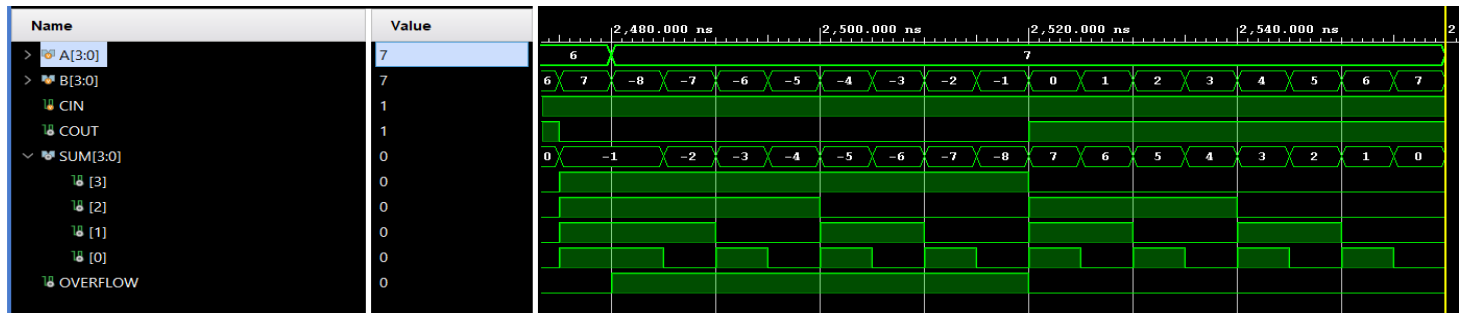 Name Value 2,480.000 ns 2,500.000 ns 2,520.000 ns 2,540.000 ns 2
A[3:0] 7 6 7
B[3:0] 7 6 7 -8 -7 -6 -5 -4 -3 -2 -1 0 1 2 3 4 5 6 7
CIN 1
COUT 1
SUM[3:0] 0 0 -1 -2 -3 -4 -5 -6 -7 -8 7 6 5 4 3 2 1 0
[3] 0
[2] 0
[1] 0
[0] 0
OVERFLOW 0